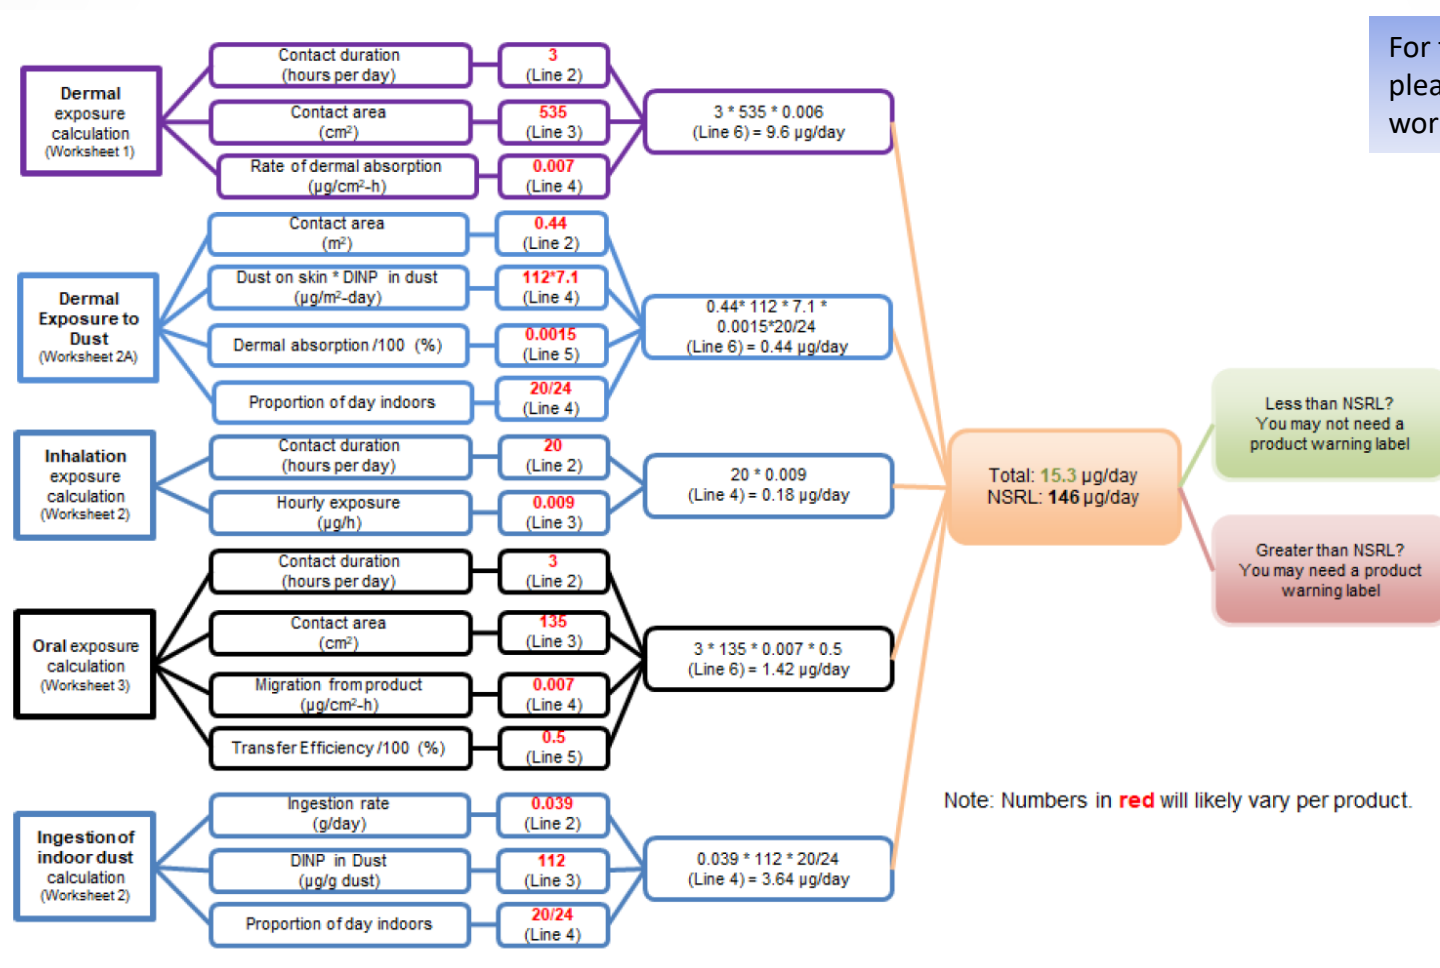 For
plea
wor
Dermal
exposure
calculation
(Worksheet 1)
Contact duration
(hours per day)
3
(Line 2)
Contact area
(cm²)
535
(Line 3)
Rate of dermal absorption
(µg/cm²-h)
0.007
(Line 4)
3 * 535 * 0.006
(Line 6) = 9.6 µg/day
Dermal
Exposure to
Dust
(Worksheet 2A)
Contact area
(m²)
0.44
(Line 2)
Dust on skin * DINP in dust
(µg/m²-day)
112*7.1
(Line 4)
Dermal absorption /100 (%)
0.0015
(Line 5)
Proportion of day indoors
20/24
(Line 4)
0.44* 112 * 7.1 *
0.0015*20/24
(Line 6) = 0.44 µg/day
Inhalation
exposure
calculation
(Worksheet 2)
Contact duration
(hours per day)
20
(Line 2)
Hourly exposure
(µg/h)
0.009
(Line 3)
20 * 0.009
(Line 4) = 0.18 µg/day
Oral exposure
calculation
(Worksheet 3)
Contact duration
(hours per day)
3
(Line 2)
Contact area
(cm²)
135
(Line 3)
Migration from product
(µg/cm²-h)
0.007
(Line 4)
Transfer Efficiency /100 (%)
0.5
(Line 5)
3 * 135 * 0.007 * 0.5
(Line 6) = 1.42 µg/day
Ingestion of
indoor dust
calculation
(Worksheet 2)
Ingestion rate
(g/day)
0.039
(Line 2)
DINP in Dust
(µg/g dust)
112
(Line 3)
Proportion of day indoors
20/24
(Line 4)
0.039 * 112 * 20/24
(Line 4) = 3.64 µg/day
Total: 15.3 µg/day
NSRL: 146 µg/day
Less than NSRL?
You may not need a
product warning label
Greater than NSRL?
You may need a product
warning label
Note: Numbers in red will likely vary per product.